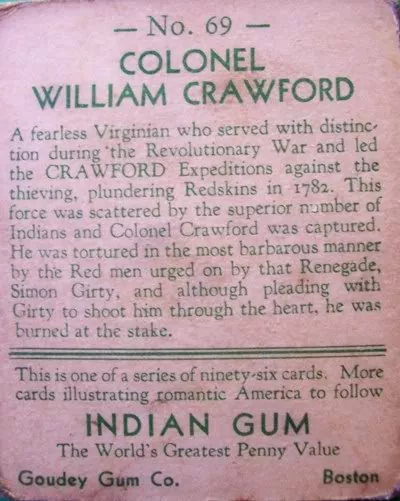 — No. 69 —
COLONEL
WILLIAM CRAWFORD
A fearless Virginian who served with distinc-
tion during the Revolutionary War and led
the CRAWFORD Expeditions against the
thieving, plundering Redskins in 1782. This
force was scattered by the superior number of
Indians and Colonel Crawford was captured.
He was tortured in the most barbarous manner
by the Red men urged on by that Renegade,
Simon Girty, and although pleading with
Girty to shoot him through the heart, he was
burned at the stake.
This is one of a series of ninety-six cards. More
cards illustrating romantic America to follow
INDIAN GUM
The World's Greatest Penny Value
Goudey Gum Co. Boston